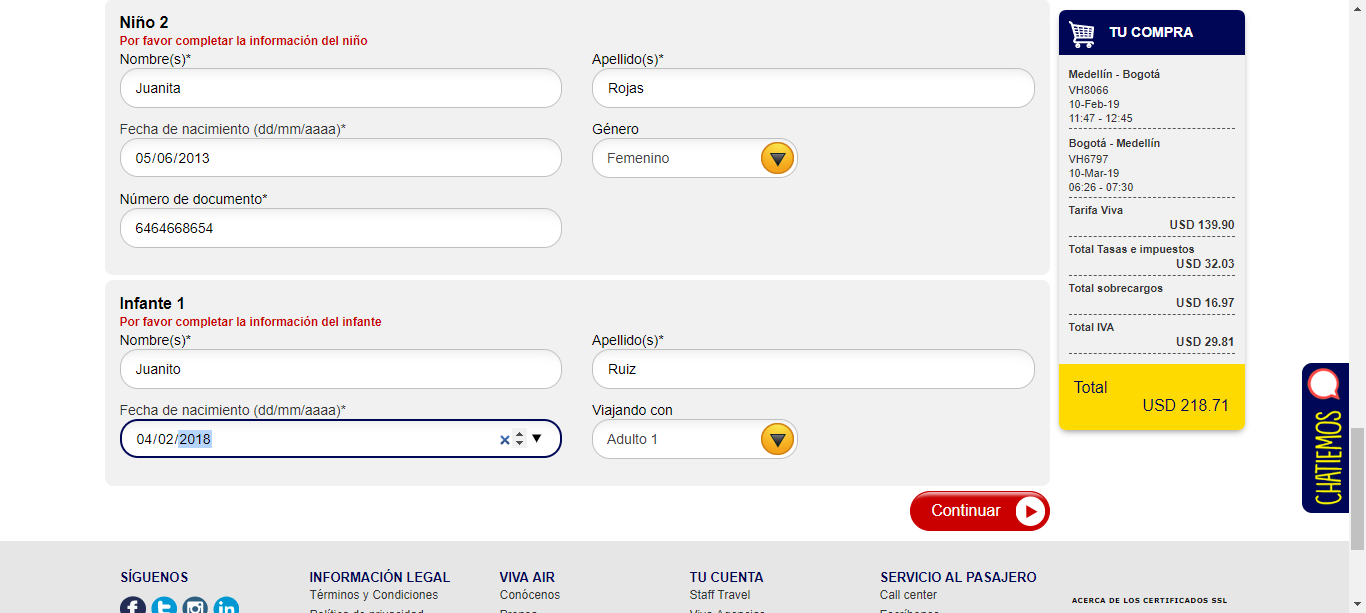 Niño 2
Por favor completar la información del niño
Nombre(s)*
Apellido(s)*
Juanita
Rojas
Fecha de nacimiento (dd/mm/aaaa)*
Género
05/06/2013
Femenino
Número de documento*
6464668654
Infante 1
Por favor completar la información del infante
Nombre(s)*
Apellido(s)*
Juanito
Ruiz
Fecha de nacimiento (dd/mm/aaaa)*
Viajando con
04/02/2018
Adulto 1
Continuar
TU COMPRA
Medellín - Bogotá
VH8066
10-Feb-19
11:47 - 12:45
Bogotá - Medellín
VH6797
10-Mar-19
06:26 - 07:30
Tarifa Viva
USD 139.90
Total Tasas e impuestos
USD 32.03
Total sobrecargos
USD 16.97
Total IVA
USD 29.81
Total
USD 218.71
CHATIEMOS
SÍGUENOS
INFORMACIÓN LEGAL
Términos y Condiciones
VIVA AIR
Conócenos
TU CUENTA
Staff Travel
SERVICIO AL PASAJERO
Call center
ACERCA DE LOS CERTIFICADOS SSL